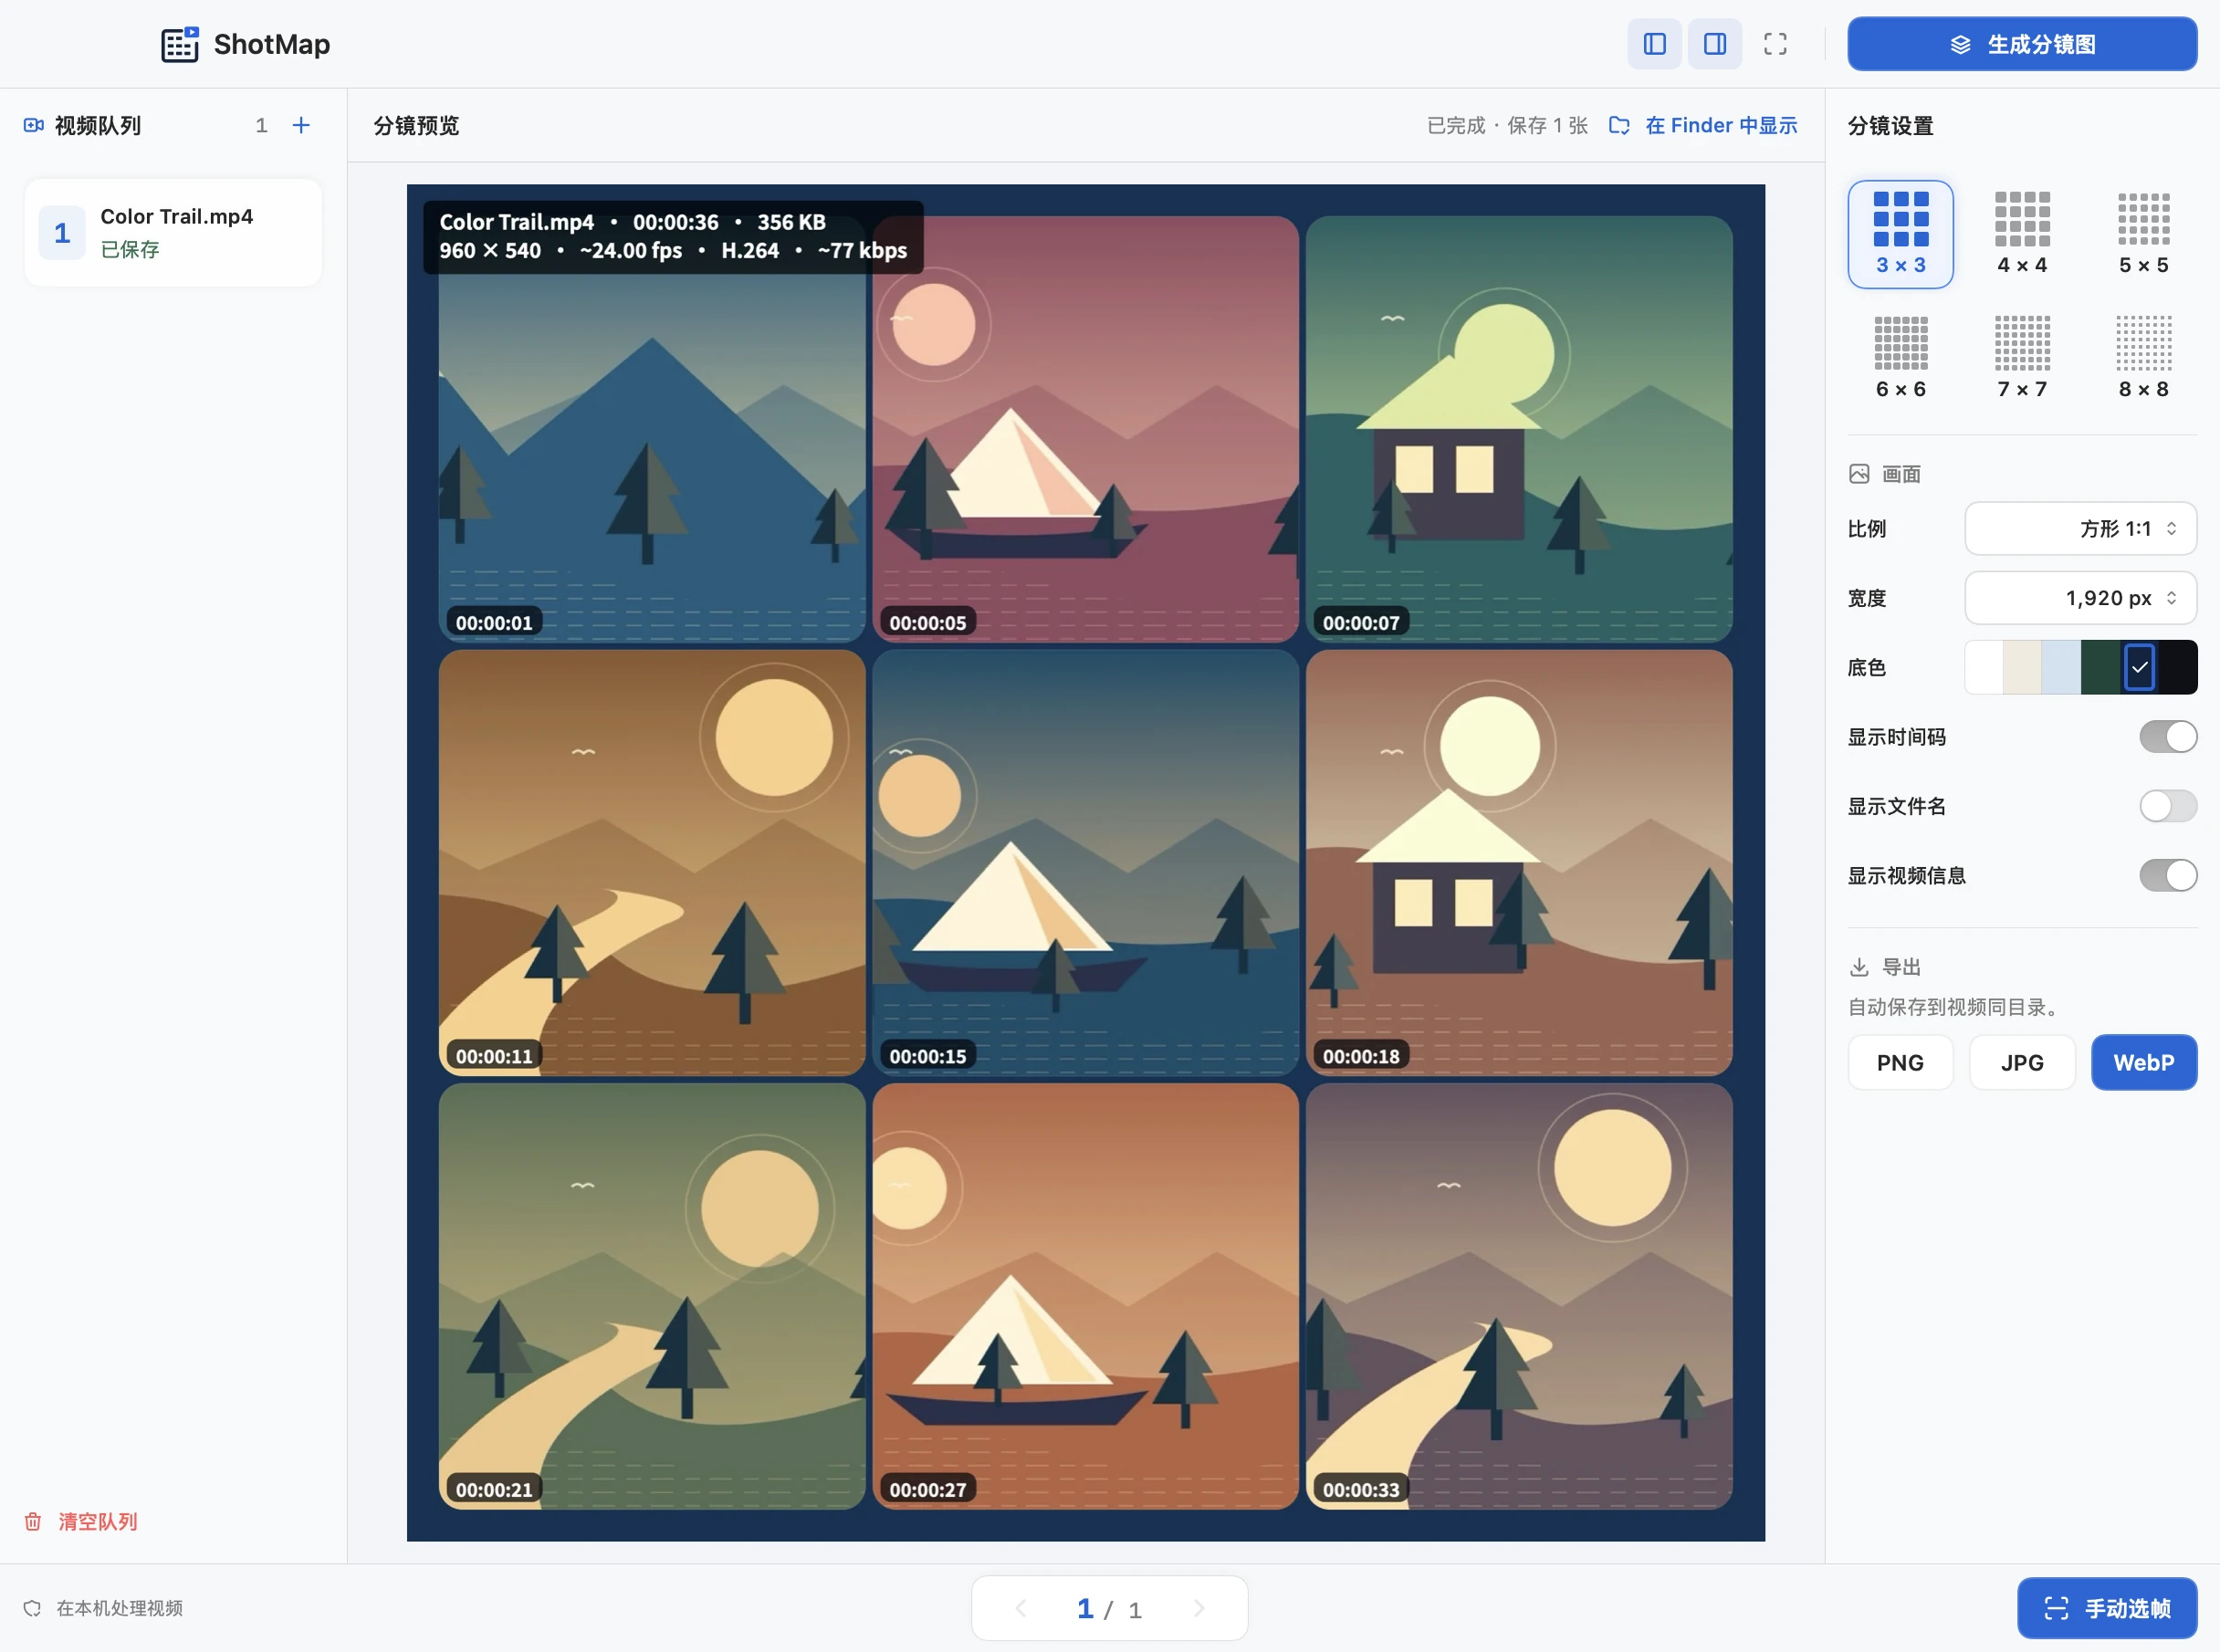 ShotMap
生成分镜图
视频队列 1
1
Color Trail.mp4
已保存
清空队列
分镜预览
已完成 · 保存 1 张
在 Finder 中显示
Color Trail.mp4 • 00:00:36 • 356 KB
960 × 540 • ~24.00 fps • H.264 • ~77 kbps
00:00:01
00:00:05
00:00:07
00:00:11
00:00:15
00:00:18
00:00:21
00:00:27
00:00:33
分镜设置
3 × 3
4 × 4
5 × 5
6 × 6
7 × 7
8 × 8
画面
比例 方形 1:1
宽度 1,920 px
底色
显示时间码
显示文件名
显示视频信息
导出
自动保存到视频同目录。
PNG
JPG
WebP
在本机处理视频
1 / 1
手动选帧